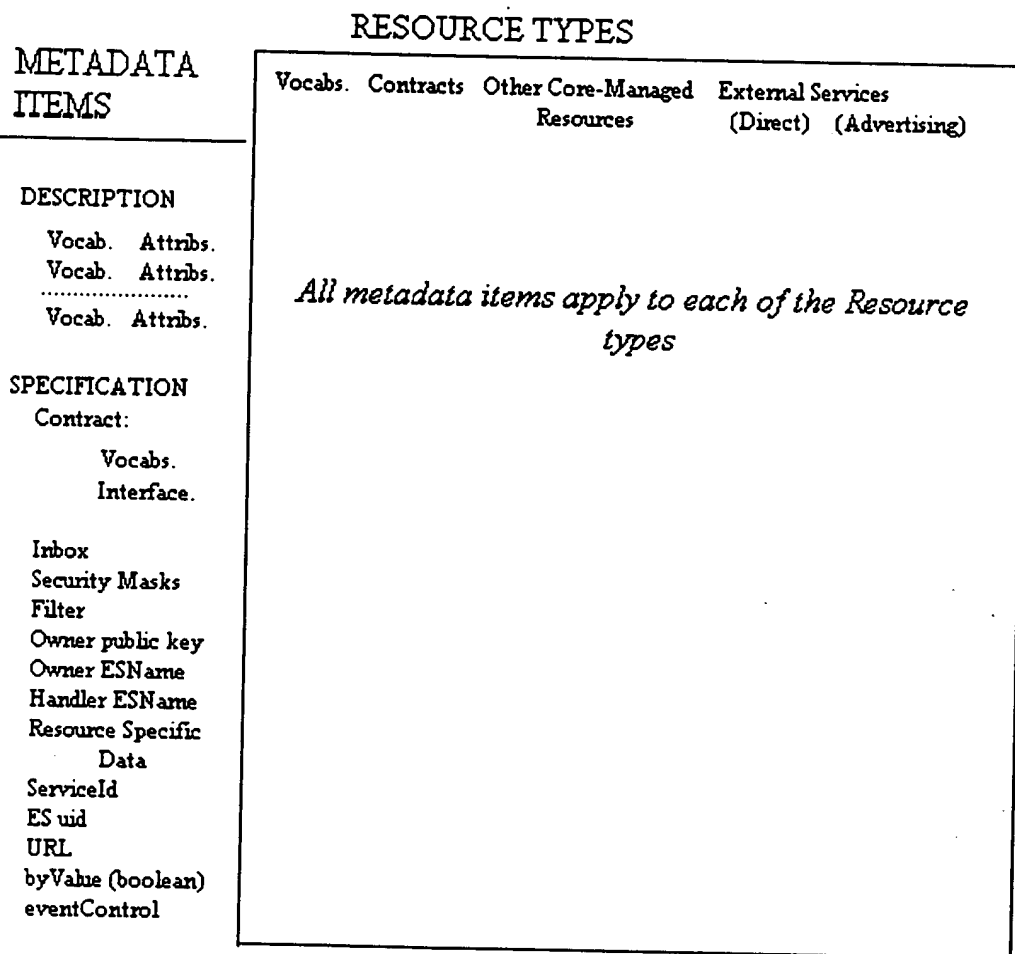 RESOURCE TYPES
METADATA
ITEMS
Vocabs. Contracts Other Core-Managed External Services
Resources (Direct) (Advertising)
DESCRIPTION
Vocab. Attribs.
Vocab. Attribs.
......................
Vocab. Attribs.
All metadata items apply to each of the Resource
types
SPECIFICATION
Contract:
Vocabs.
Interface.
Inbox
Security Masks
Filter
Owner public key
Owner ESName
Handler ESName
Resource Specific
Data
ServiceId
ES uid
URL
byValue (boolean)
eventControl